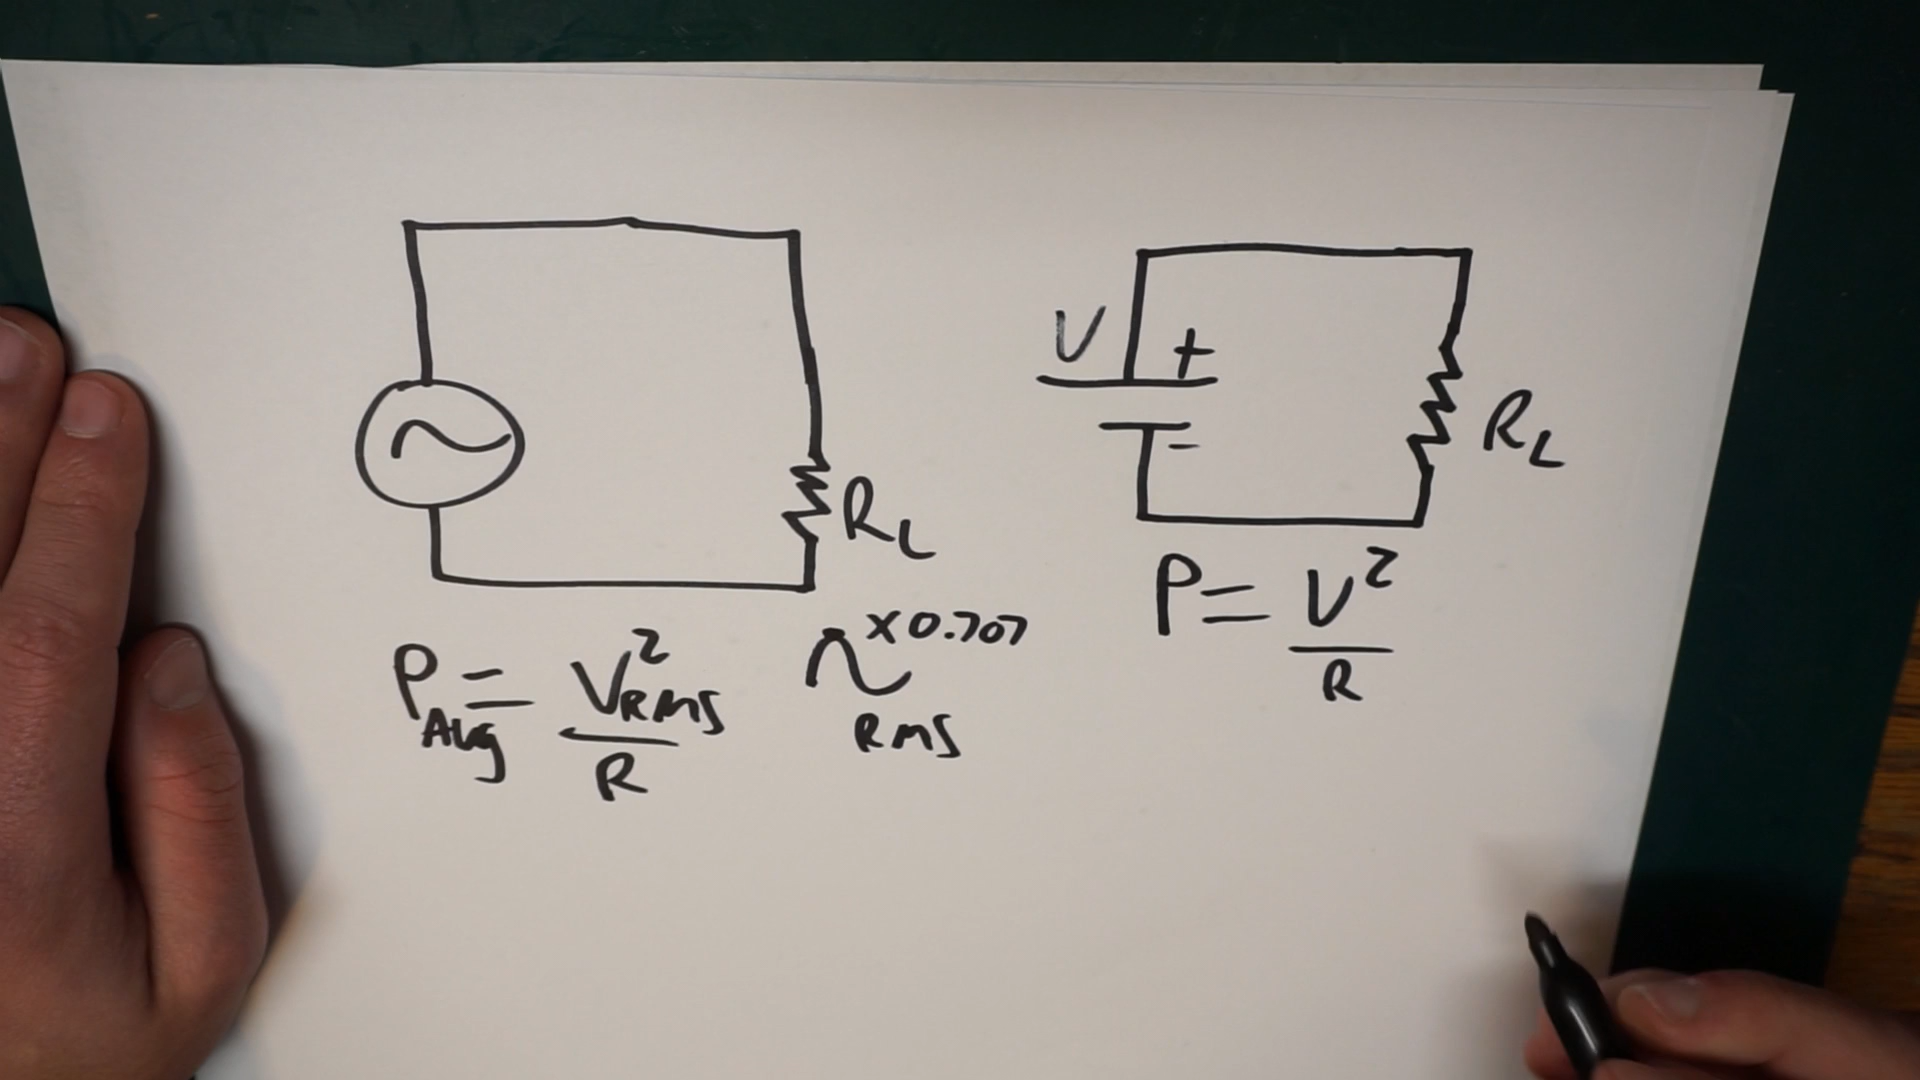 R_L
P_Avg = V²_RMS / R
~ x0.707
RMS
V + -
R_L
P = V² / R